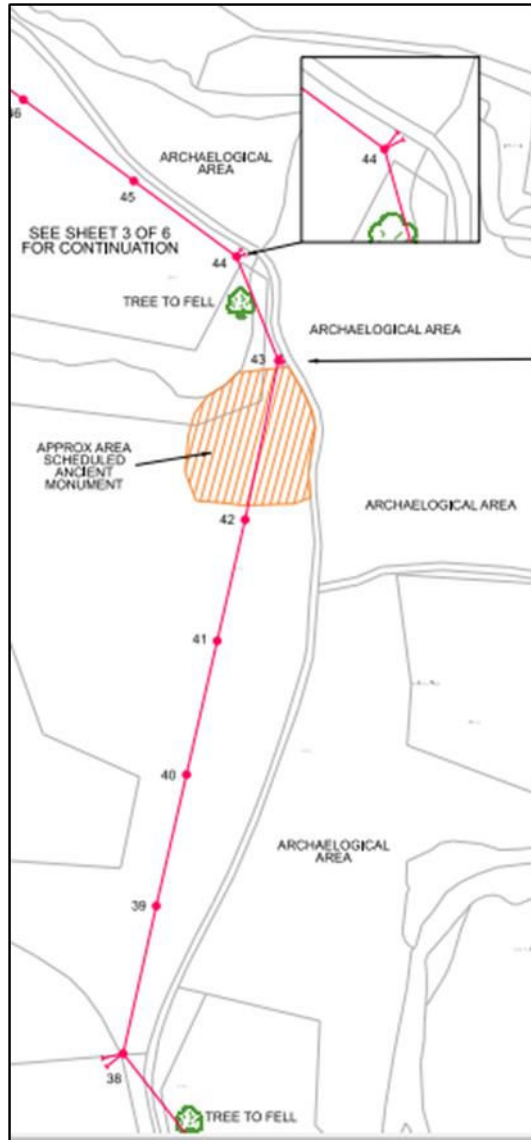 46
ARCHAELOGICAL
AREA
44
45
SEE SHEET 3 OF 6
FOR CONTINUATION
44
TREE TO FELL
ARCHAELOGICAL AREA
43
APPROX AREA
SCHEDULED
ANCIENT
MONUMENT
ARCHAELOGICAL AREA
42
41
40
ARCHAELOGICAL
AREA
39
38
TREE TO FELL